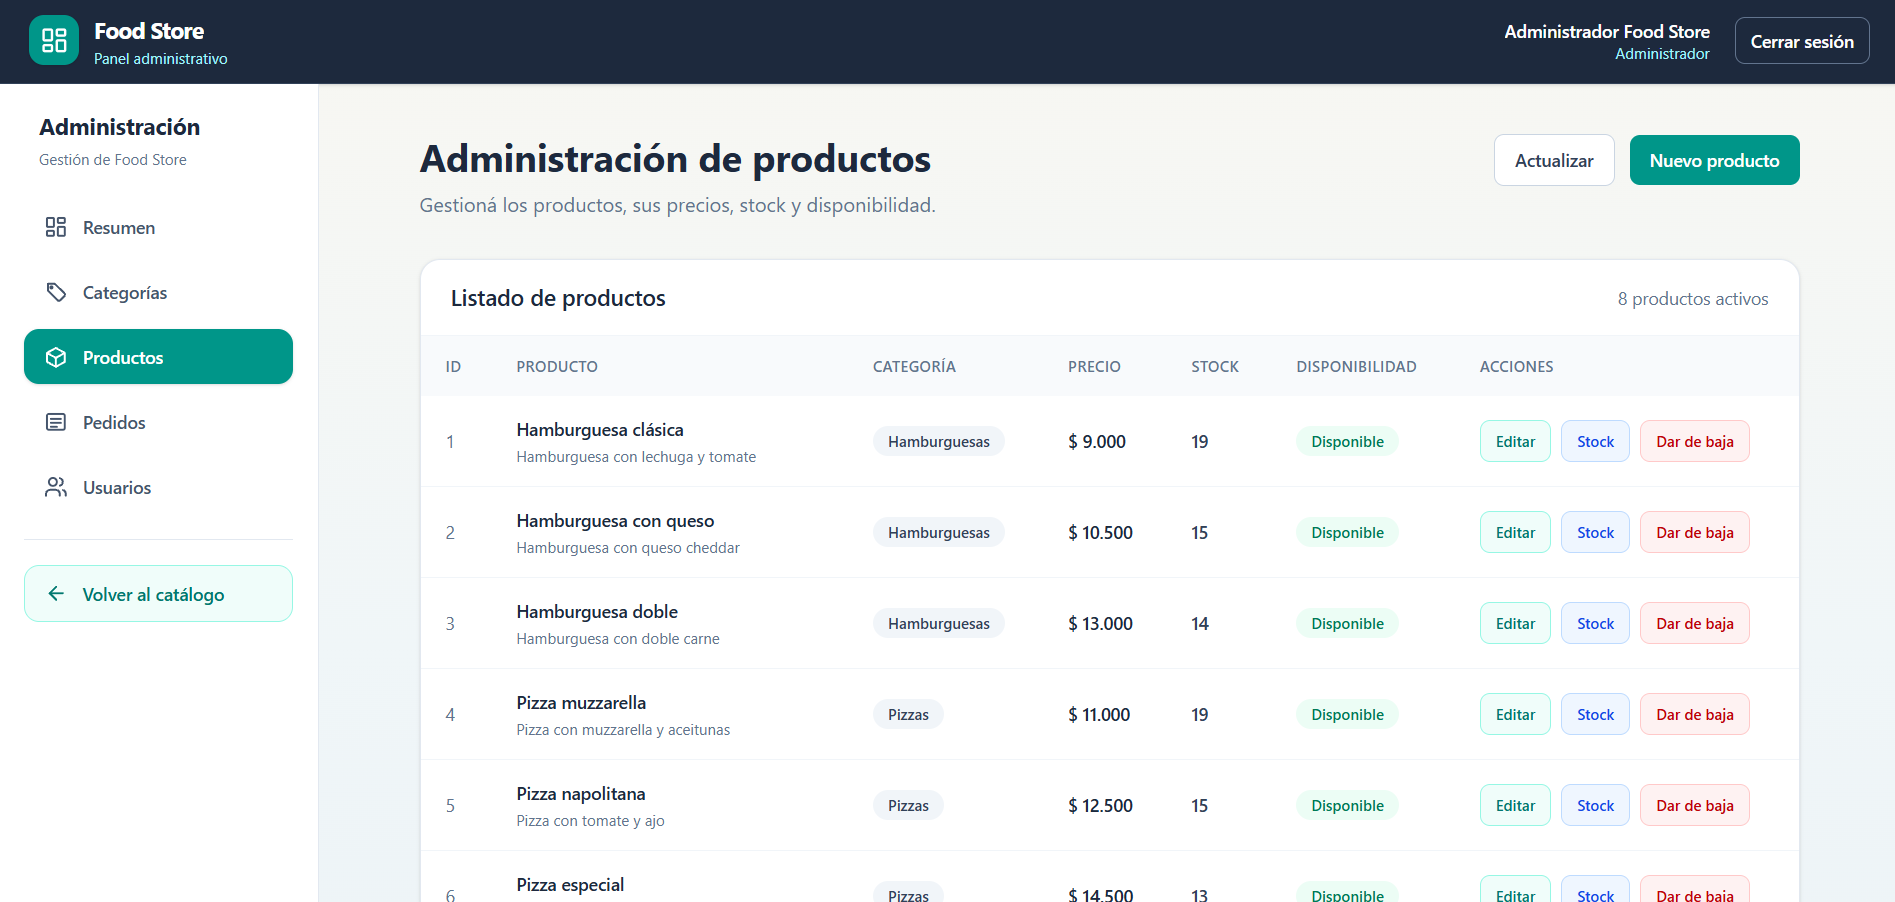 Food Store
Panel administrativo
Administrador Food Store
Administrador
Cerrar sesión
Administración
Gestión de Food Store
Resumen
Categorías
Productos
Pedidos
Usuarios
Volver al catálogo
Administración de productos
Gestioná los productos, sus precios, stock y disponibilidad.
Actualizar
Nuevo producto
Listado de productos
8 productos activos
ID PRODUCTO CATEGORÍA PRECIO STOCK DISPONIBILIDAD ACCIONES
1 Hamburguesa clásica Hamburguesas $ 9.000 19 Disponible Editar Stock Dar de baja
Hamburguesa con lechuga y tomate
2 Hamburguesa con queso Hamburguesas $ 10.500 15 Disponible Editar Stock Dar de baja
Hamburguesa con queso cheddar
3 Hamburguesa doble Hamburguesas $ 13.000 14 Disponible Editar Stock Dar de baja
Hamburguesa con doble carne
4 Pizza muzzarella Pizzas $ 11.000 19 Disponible Editar Stock Dar de baja
Pizza con muzzarella y aceitunas
5 Pizza napolitana Pizzas $ 12.500 15 Disponible Editar Stock Dar de baja
Pizza con tomate y ajo
6 Pizza especial Pizzas $ 14.500 13 Disponible Editar Stock Dar de baja